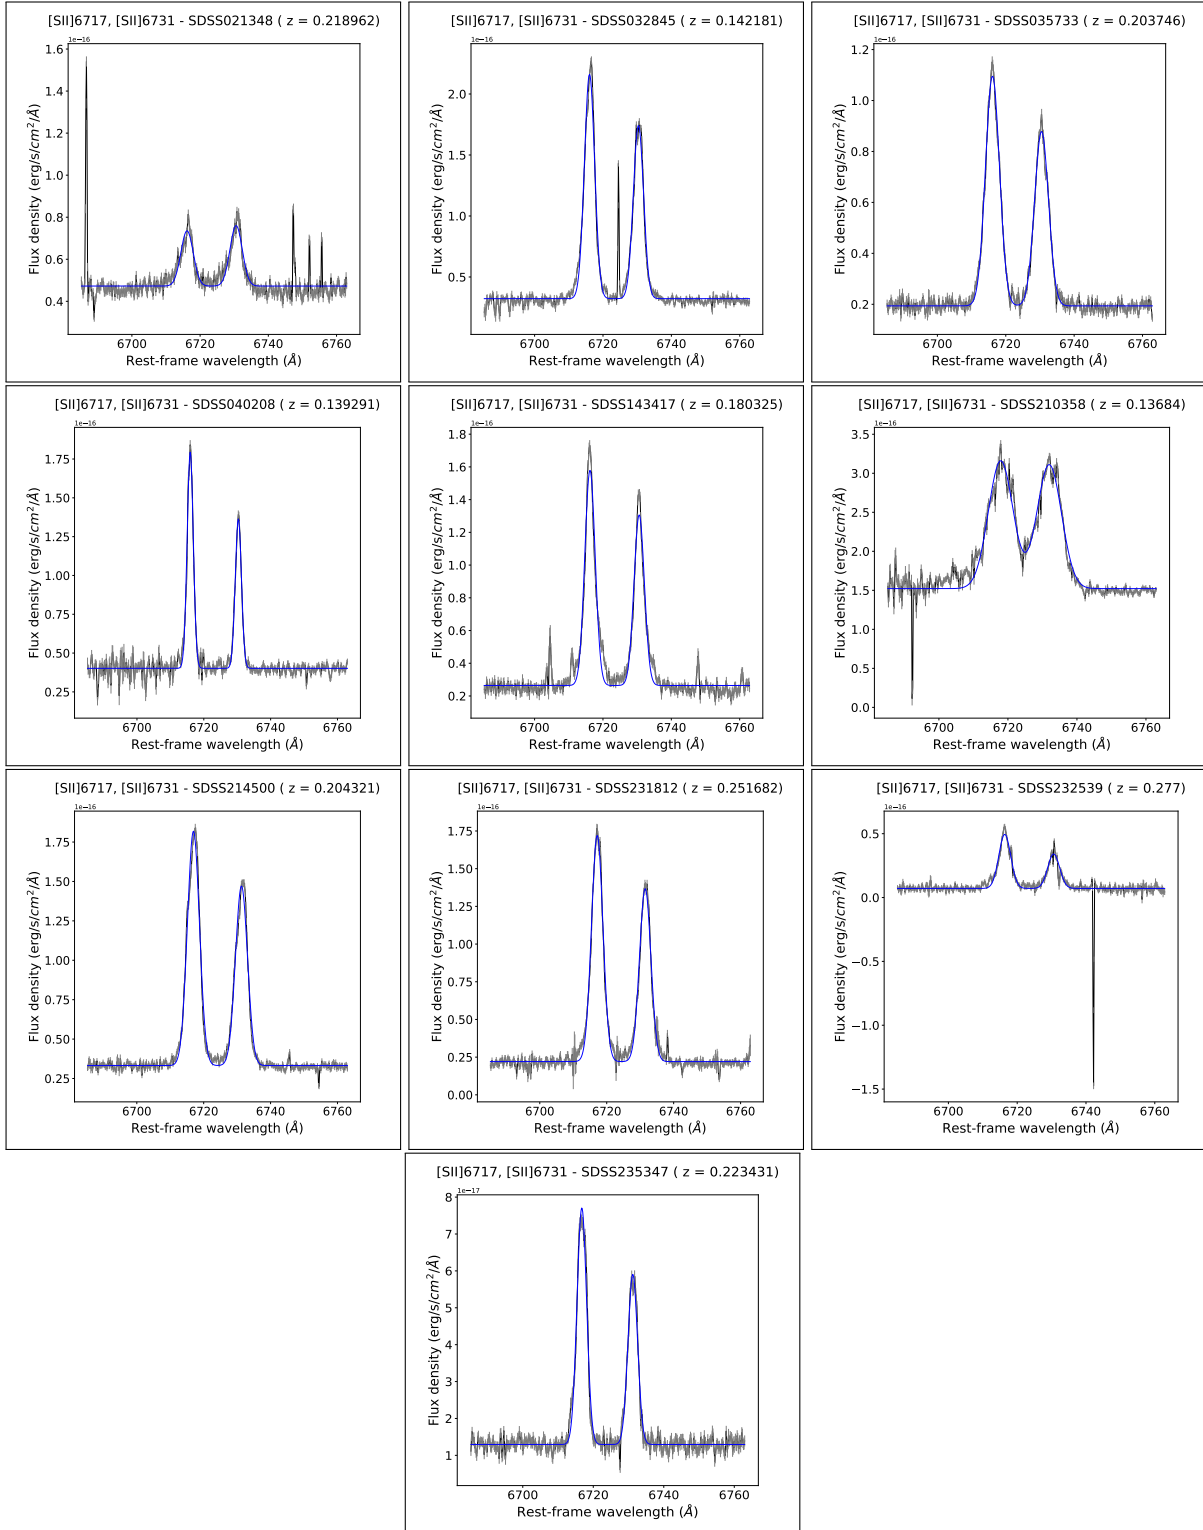 [SII]6717, [SII]6731 - SDSS021348 ( z = 0.218962)
1e−16
1.6
1.4
1.2
1.0
0.8
0.6
0.4
Flux density (erg/s/cm²/Å)
6700 6720 6740 6760
Rest-frame wavelength (Å)
[SII]6717, [SII]6731 - SDSS032845 ( z = 0.142181)
1e−16
2.0
1.5
1.0
0.5
Flux density (erg/s/cm²/Å)
6700 6720 6740 6760
Rest-frame wavelength (Å)
[SII]6717, [SII]6731 - SDSS035733 ( z = 0.203746)
1e−16
1.2
1.0
0.8
0.6
0.4
0.2
Flux density (erg/s/cm²/Å)
6700 6720 6740 6760
Rest-frame wavelength (Å)
[SII]6717, [SII]6731 - SDSS040208 ( z = 0.139291)
1e−16
1.75
1.50
1.25
1.00
0.75
0.50
0.25
Flux density (erg/s/cm²/Å)
6700 6720 6740 6760
Rest-frame wavelength (Å)
[SII]6717, [SII]6731 - SDSS143417 ( z = 0.180325)
1e−16
1.8
1.6
1.4
1.2
1.0
0.8
0.6
0.4
0.2
Flux density (erg/s/cm²/Å)
6700 6720 6740 6760
Rest-frame wavelength (Å)
[SII]6717, [SII]6731 - SDSS210358 ( z = 0.13684)
1e−16
3.5
3.0
2.5
2.0
1.5
1.0
0.5
0.0
Flux density (erg/s/cm²/Å)
6700 6720 6740 6760
Rest-frame wavelength (Å)
[SII]6717, [SII]6731 - SDSS214500 ( z = 0.204321)
1e−16
1.75
1.50
1.25
1.00
0.75
0.50
0.25
Flux density (erg/s/cm²/Å)
6700 6720 6740 6760
Rest-frame wavelength (Å)
[SII]6717, [SII]6731 - SDSS231812 ( z = 0.251682)
1e−16
1.75
1.50
1.25
1.00
0.75
0.50
0.25
0.00
Flux density (erg/s/cm²/Å)
6700 6720 6740 6760
Rest-frame wavelength (Å)
[SII]6717, [SII]6731 - SDSS232539 ( z = 0.277)
1e−16
0.5
0.0
−0.5
−1.0
−1.5
Flux density (erg/s/cm²/Å)
6700 6720 6740 6760
Rest-frame wavelength (Å)
[SII]6717, [SII]6731 - SDSS235347 ( z = 0.223431)
1e−17
8
7
6
5
4
3
2
1
Flux density (erg/s/cm²/Å)
6700 6720 6740 6760
Rest-frame wavelength (Å)